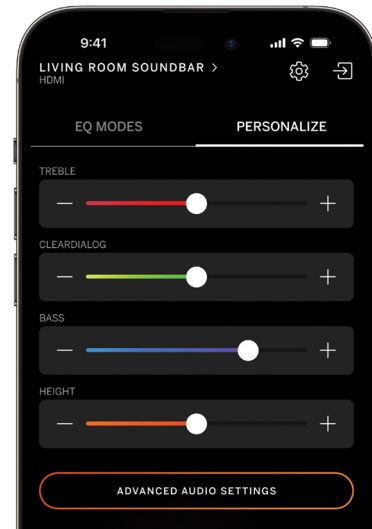 9:41
LIVING ROOM SOUNDBAR >
HDMI
EQ MODES
PERSONALIZE
TREBLE
CLEARDIALOG
BASS
HEIGHT
ADVANCED AUDIO SETTINGS